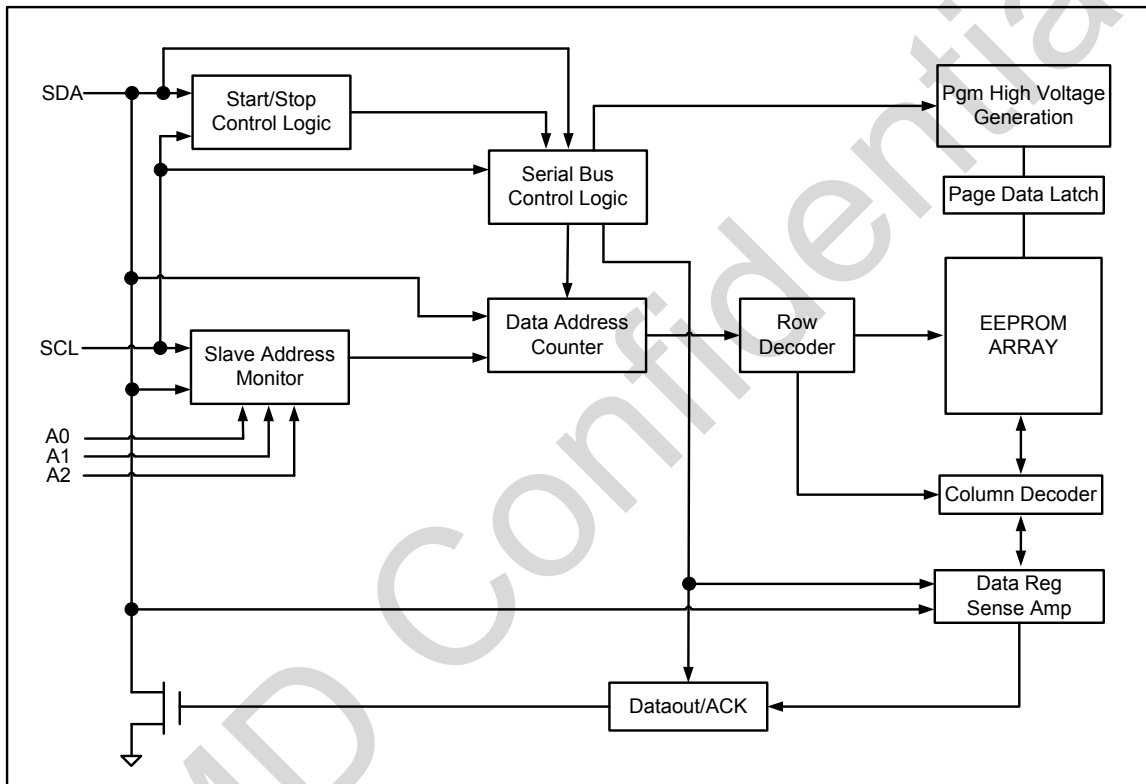 SDA
Start/Stop
Control Logic
Pgm High Voltage
Generation
Serial Bus
Control Logic
Page Data Latch
SCL
Slave Address
Monitor
Data Address
Counter
Row
Decoder
EEPROM
ARRAY
A0
A1
A2
Column Decoder
Data Reg
Sense Amp
Dataout/ACK
MD Confidential